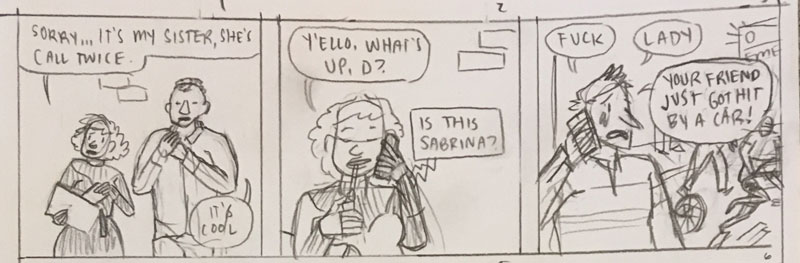 1
SORRY... IT'S MY SISTER, SHE'S
CALL TWICE.
IT'S
COOL
2
Y'ELLO, WHAT'S
UP, D?
IS THIS
SABRINA?
FUCK
LADY
YOUR FRIEND
JUST GOT HIT
BY A CAR!
6